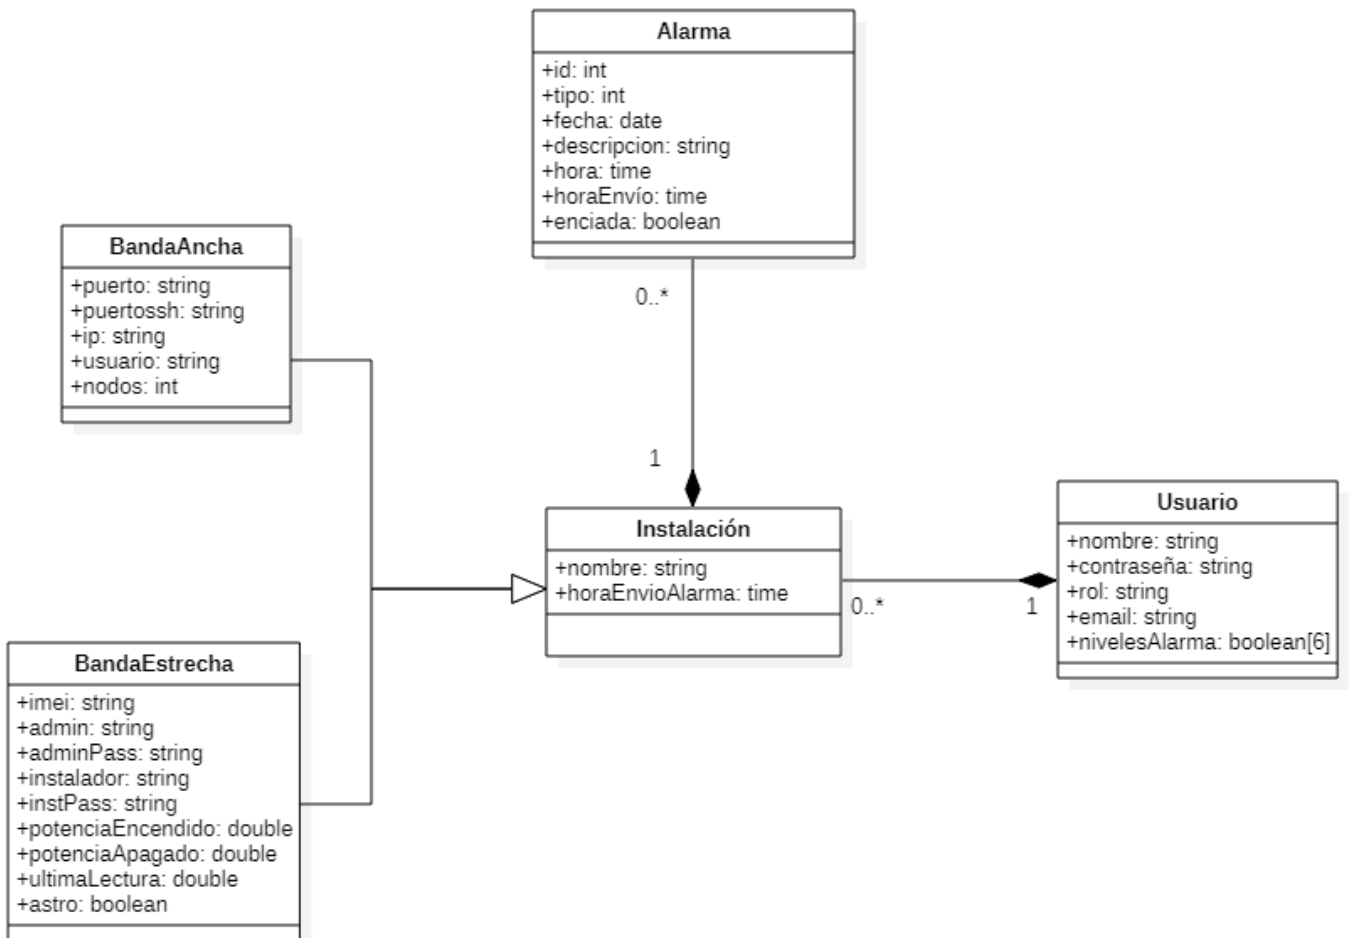 Alarma
+id: int
+tipo: int
+fecha: date
+descripcion: string
+hora: time
+horaEnvío: time
+enciada: boolean
0..*
1
BandaAncha
+puerto: string
+puertossh: string
+ip: string
+usuario: string
+nodos: int
Instalación
+nombre: string
+horaEnvioAlarma: time
0..*
1
Usuario
+nombre: string
+contraseña: string
+rol: string
+email: string
+nivelesAlarma: boolean[6]
BandaEstrecha
+imei: string
+admin: string
+adminPass: string
+instalador: string
+instPass: string
+potenciaEncendido: double
+potenciaApagado: double
+ultimaLectura: double
+astro: boolean